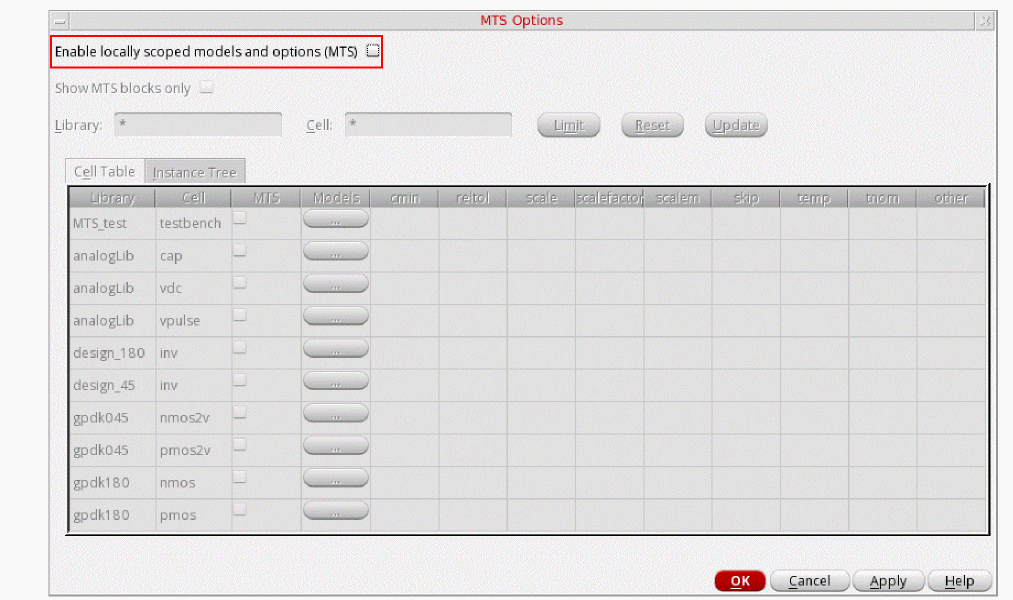 MTS Options
Enable locally scoped models and options (MTS)
Show MTS blocks only
Library: * Cell: * Limit Reset Update
Cell Table Instance Tree
Library Cell MTS Models cmin reltol scale scalefactor scalem skip temp tnom other
MTS_test testbench ...
analogLib cap ...
analogLib vdc ...
analogLib vpulse ...
design_180 inv ...
design_45 inv ...
gpdk045 nmos2v ...
gpdk045 pmos2v ...
gpdk180 nmos ...
gpdk180 pmos ...
OK Cancel Apply Help